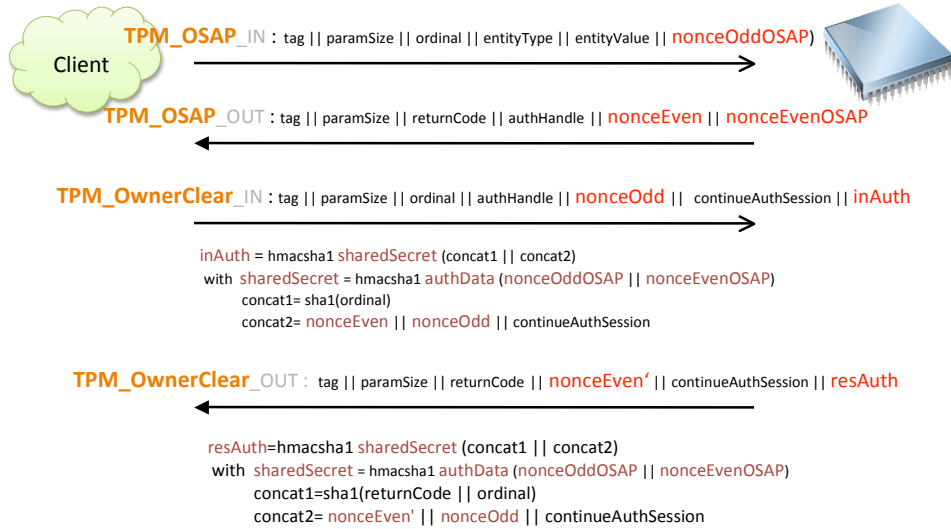 TPM_OSAP_IN : tag || paramSize || ordinal || entityType || entityValue || nonceOddOSAP)
Client
TPM_OSAP_OUT : tag || paramSize || returnCode || authHandle || nonceEven || nonceEvenOSAP
TPM_OwnerClear_IN : tag || paramSize || ordinal || authHandle || nonceOdd || continueAuthSession || inAuth
inAuth = hmacsha1 sharedSecret (concat1 || concat2)
with sharedSecret = hmacsha1 authData (nonceOddOSAP || nonceEvenOSAP)
concat1= sha1(ordinal)
concat2= nonceEven || nonceOdd || continueAuthSession
TPM_OwnerClear_OUT : tag || paramSize || returnCode || nonceEven‘ || continueAuthSession || resAuth
resAuth=hmacsha1 sharedSecret (concat1 || concat2)
with sharedSecret = hmacsha1 authData (nonceOddOSAP || nonceEvenOSAP)
concat1=sha1(returnCode || ordinal)
concat2= nonceEven' || nonceOdd || continueAuthSession